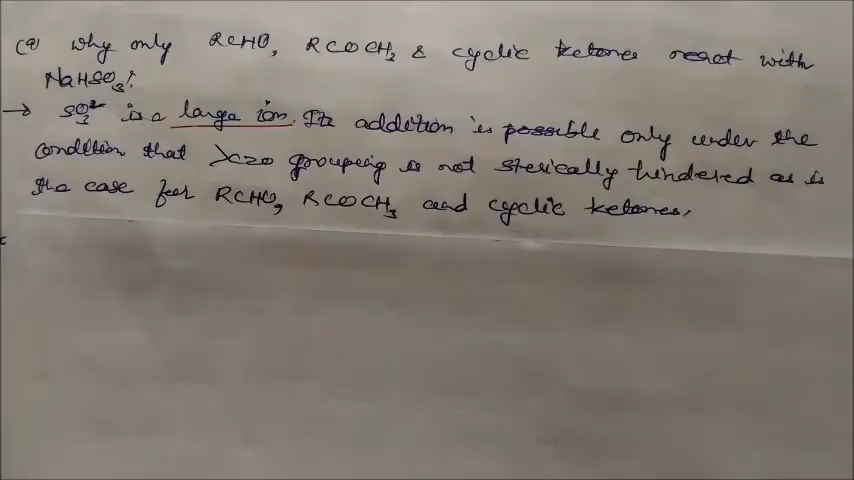 (a) Why only RCHO, RCOCH₂ & cyclic ketones react with
NaHSO₃?
→ SO₃²⁻ is a large ion. Its addition is possible only under the
condition that >C=O grouping is not sterically hindered as is
the case for RCHO, RCOCH₃ and cyclic ketones.